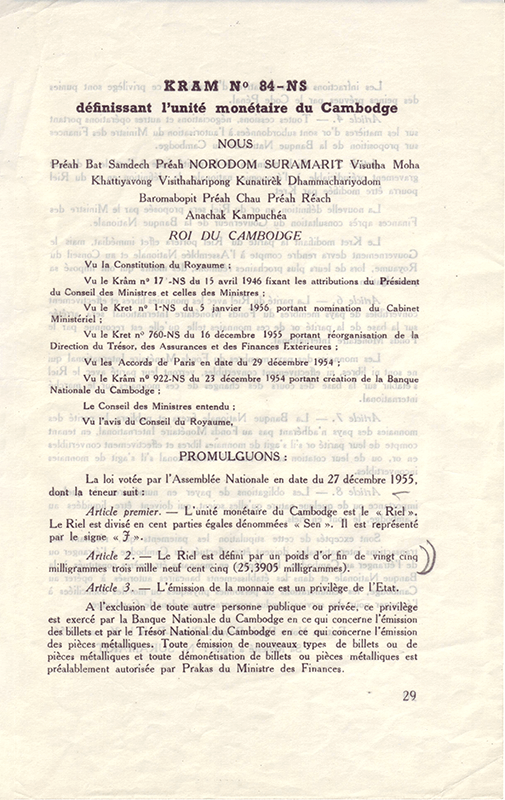 KRAM Nº 84-NS
définissant l'unité monétaire du Cambodge
NOUS
Préah Bat Samdech Préah NORODOM SURAMARIT Visutha Moha
Khattiyavong Visithaharipong Kunatirèk Dhammachariyodom
Baromabopit Préah Chau Préah Réach
Anachak Kampuchéa
ROI DU CAMBODGE
Vu la Constitution du Royaume ;
Vu le Krâm nº 17 -NS du 15 avril 1946 fixant les attributions du Président
du Conseil des Ministres et celles des Ministres ;
Vu le Kret nº 1-NS du 5 janvier 1956 portant nomination du Cabinet
Ministériel ;
Vu le Kret nº 760-NS du 16 décembre 1955 portant réorganisation de la
Direction du Trésor, des Assurances et des Finances Extérieures ;
Vu les Accords de Paris en date du 29 décembre 1954 ;
Vu le Krâm nº 922-NS du 23 décembre 1954 portant création de la Banque
Nationale du Cambodge ;
Le Conseil des Ministres entendu ;
Vu l'avis du Conseil du Royaume,
PROMULGUONS :
La loi votée par l'Assemblée Nationale en date du 27 décembre 1955,
dont la teneur suit :
Article premier. — L'unité monétaire du Cambodge est le « Riel ».
Le Riel est divisé en cent parties égales dénommées « Sen ». Il est représenté
par le signe « J ».
Article 2. — Le Riel est défini par un poids d'or fin de vingt cinq
milligrammes trois mille neuf cent cinq (25,3905 milligrammes).
Article 3. — L'émission de la monnaie est un privilège de l'Etat.
A l'exclusion de toute autre personne publique ou privée, ce privilège
est exercé par la Banque Nationale du Cambodge en ce qui concerne l'émission
des billets et par le Trésor National du Cambodge en ce qui concerne l'émission
des pièces métalliques. Toute émission de nouveaux types de billets ou de
pièces métalliques et toute démonétisation de billets ou pièces métalliques est
préalablement autorisée par Prakas du Ministre des Finances.
29